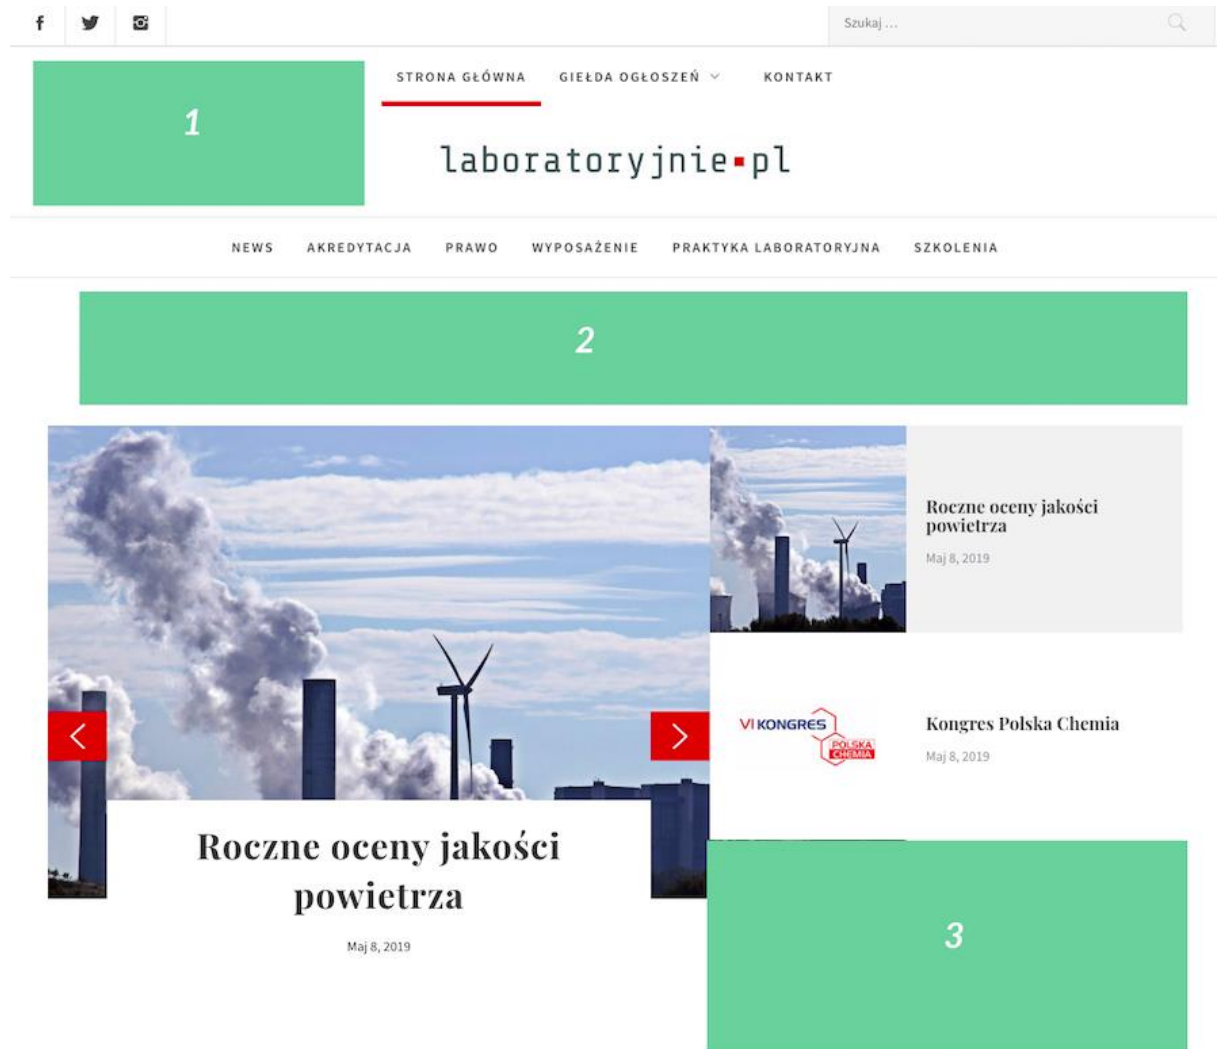 Szukaj ...
STRONA GŁÓWNA GIEŁDA OGŁOSZEŃ KONTAKT
1
laboratoryjnie▪pl
NEWS AKREDYTACJA PRAWO WYPOSAŻENIE PRAKTYKA LABORATORYJNA SZKOLENIA
2
Roczne oceny jakości
powietrza
Maj 8, 2019
VI KONGRES
POLSKA
CHEMIA
Kongres Polska Chemia
Maj 8, 2019
Roczne oceny jakości
powietrza
Maj 8, 2019
3